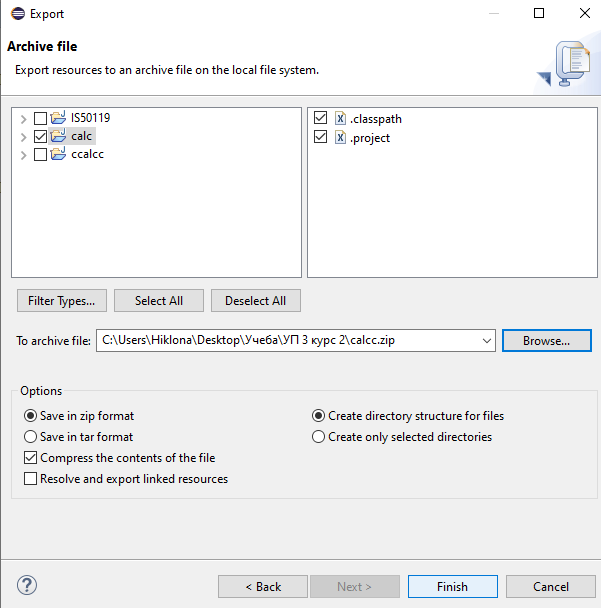 Export
Archive file
Export resources to an archive file on the local file system.
IS50119
calc
ccalcc
.classpath
.project
Filter Types...
Select All
Deselect All
To archive file:
C:\Users\Hiklona\Desktop\Учеба\УП 3 курс 2\calcc.zip
Browse...
Options
Save in zip format
Create directory structure for files
Save in tar format
Create only selected directories
Compress the contents of the file
Resolve and export linked resources
?
< Back
Next >
Finish
Cancel